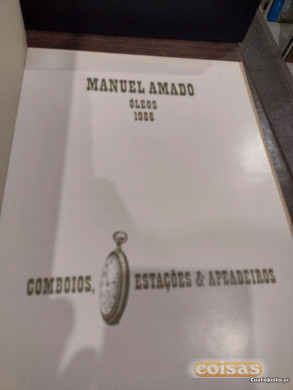 MANUEL AMADO
ÓLEOS
1986
COMBOIOS, ESTAÇÕES & APEADEIROS
coisas